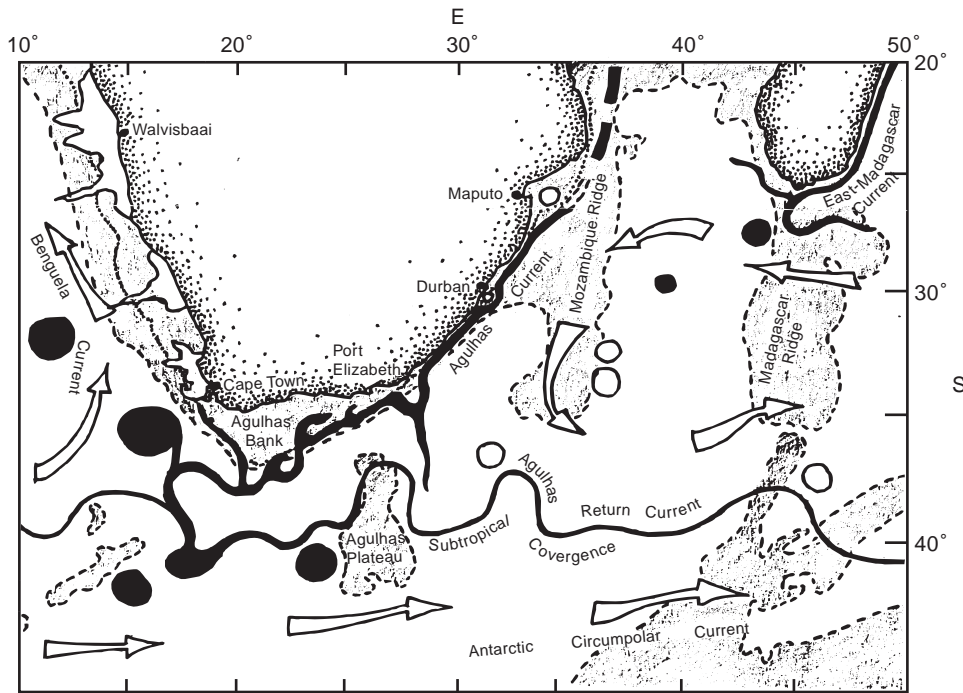 E
10° 20° 30° 40° 50°
20°
Walvisbaai
Maputo
East-Madagascar
Current
Mozambique Ridge
Benguela
Current
Durban
Agulhas
Current
30°
Madagascar
Ridge
Port
Elizabeth
Cape Town
S
Agulhas
Bank
Agulhas
Return Current
Subtropical
Covergence
Agulhas
Plateau
40°
Antarctic Circumpolar Current